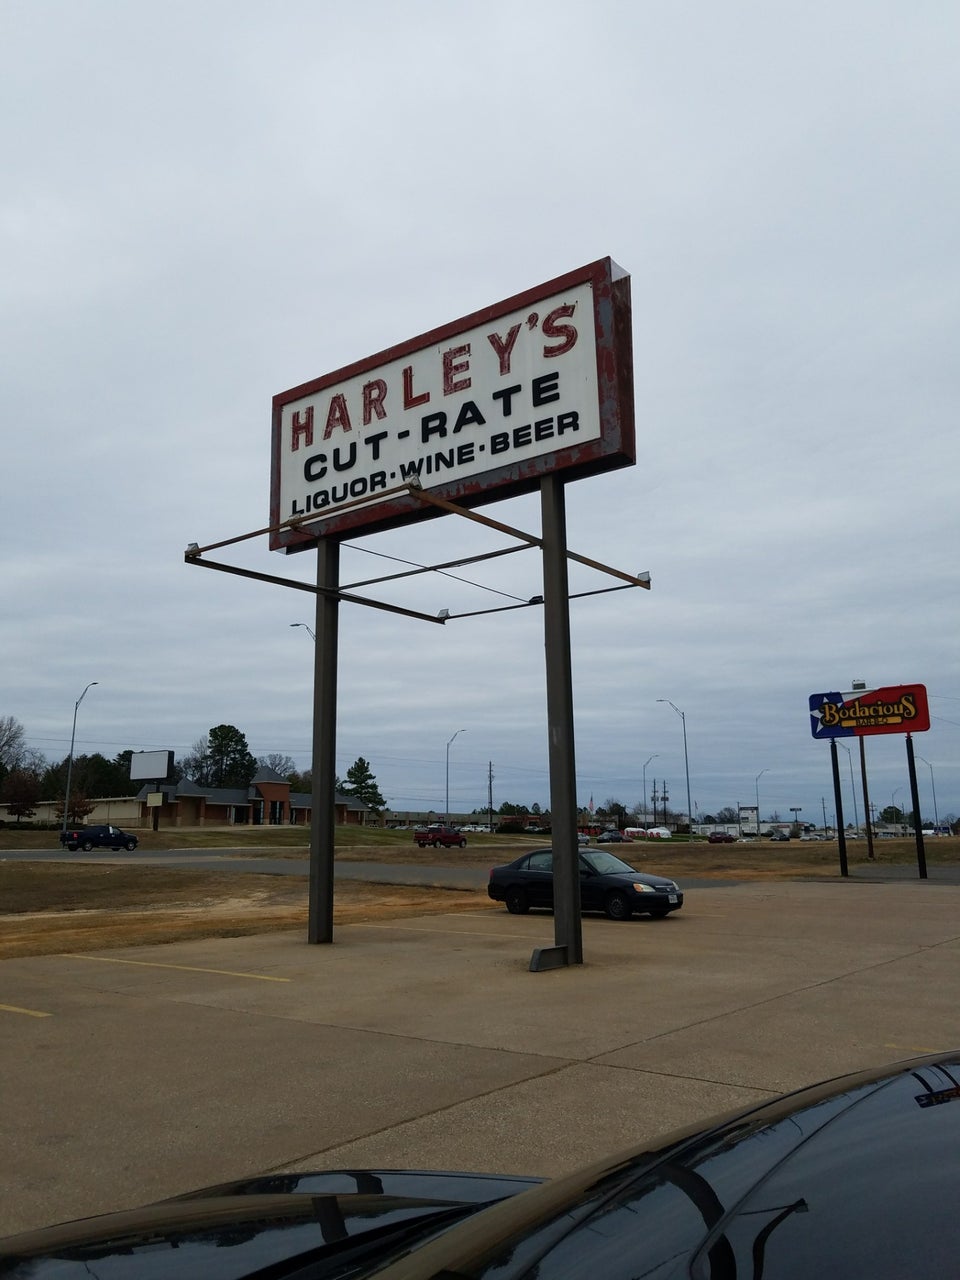 HARLEY'S
CUT-RATE
LIQUOR·WINE·BEER
Bodacious
BAR-B-Q